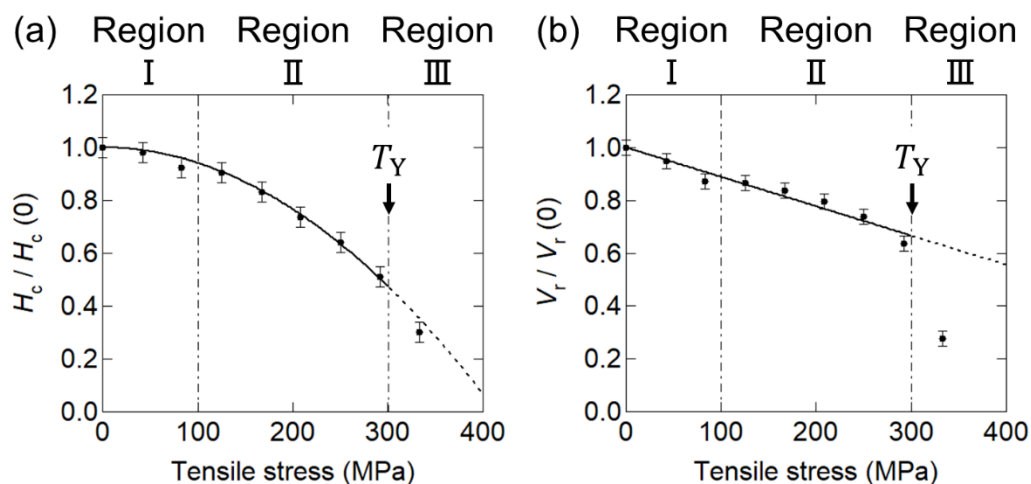 (a) Region Region Region
I II III
1.2
1.0
0.8
0.6
0.4
0.2
0.0
H_c / H_c (0)
T_Y
0 100 200 300 400
Tensile stress (MPa)
(b) Region Region Region
I II III
1.2
1.0
0.8
0.6
0.4
0.2
0.0
V_r / V_r (0)
T_Y
0 100 200 300 400
Tensile stress (MPa)